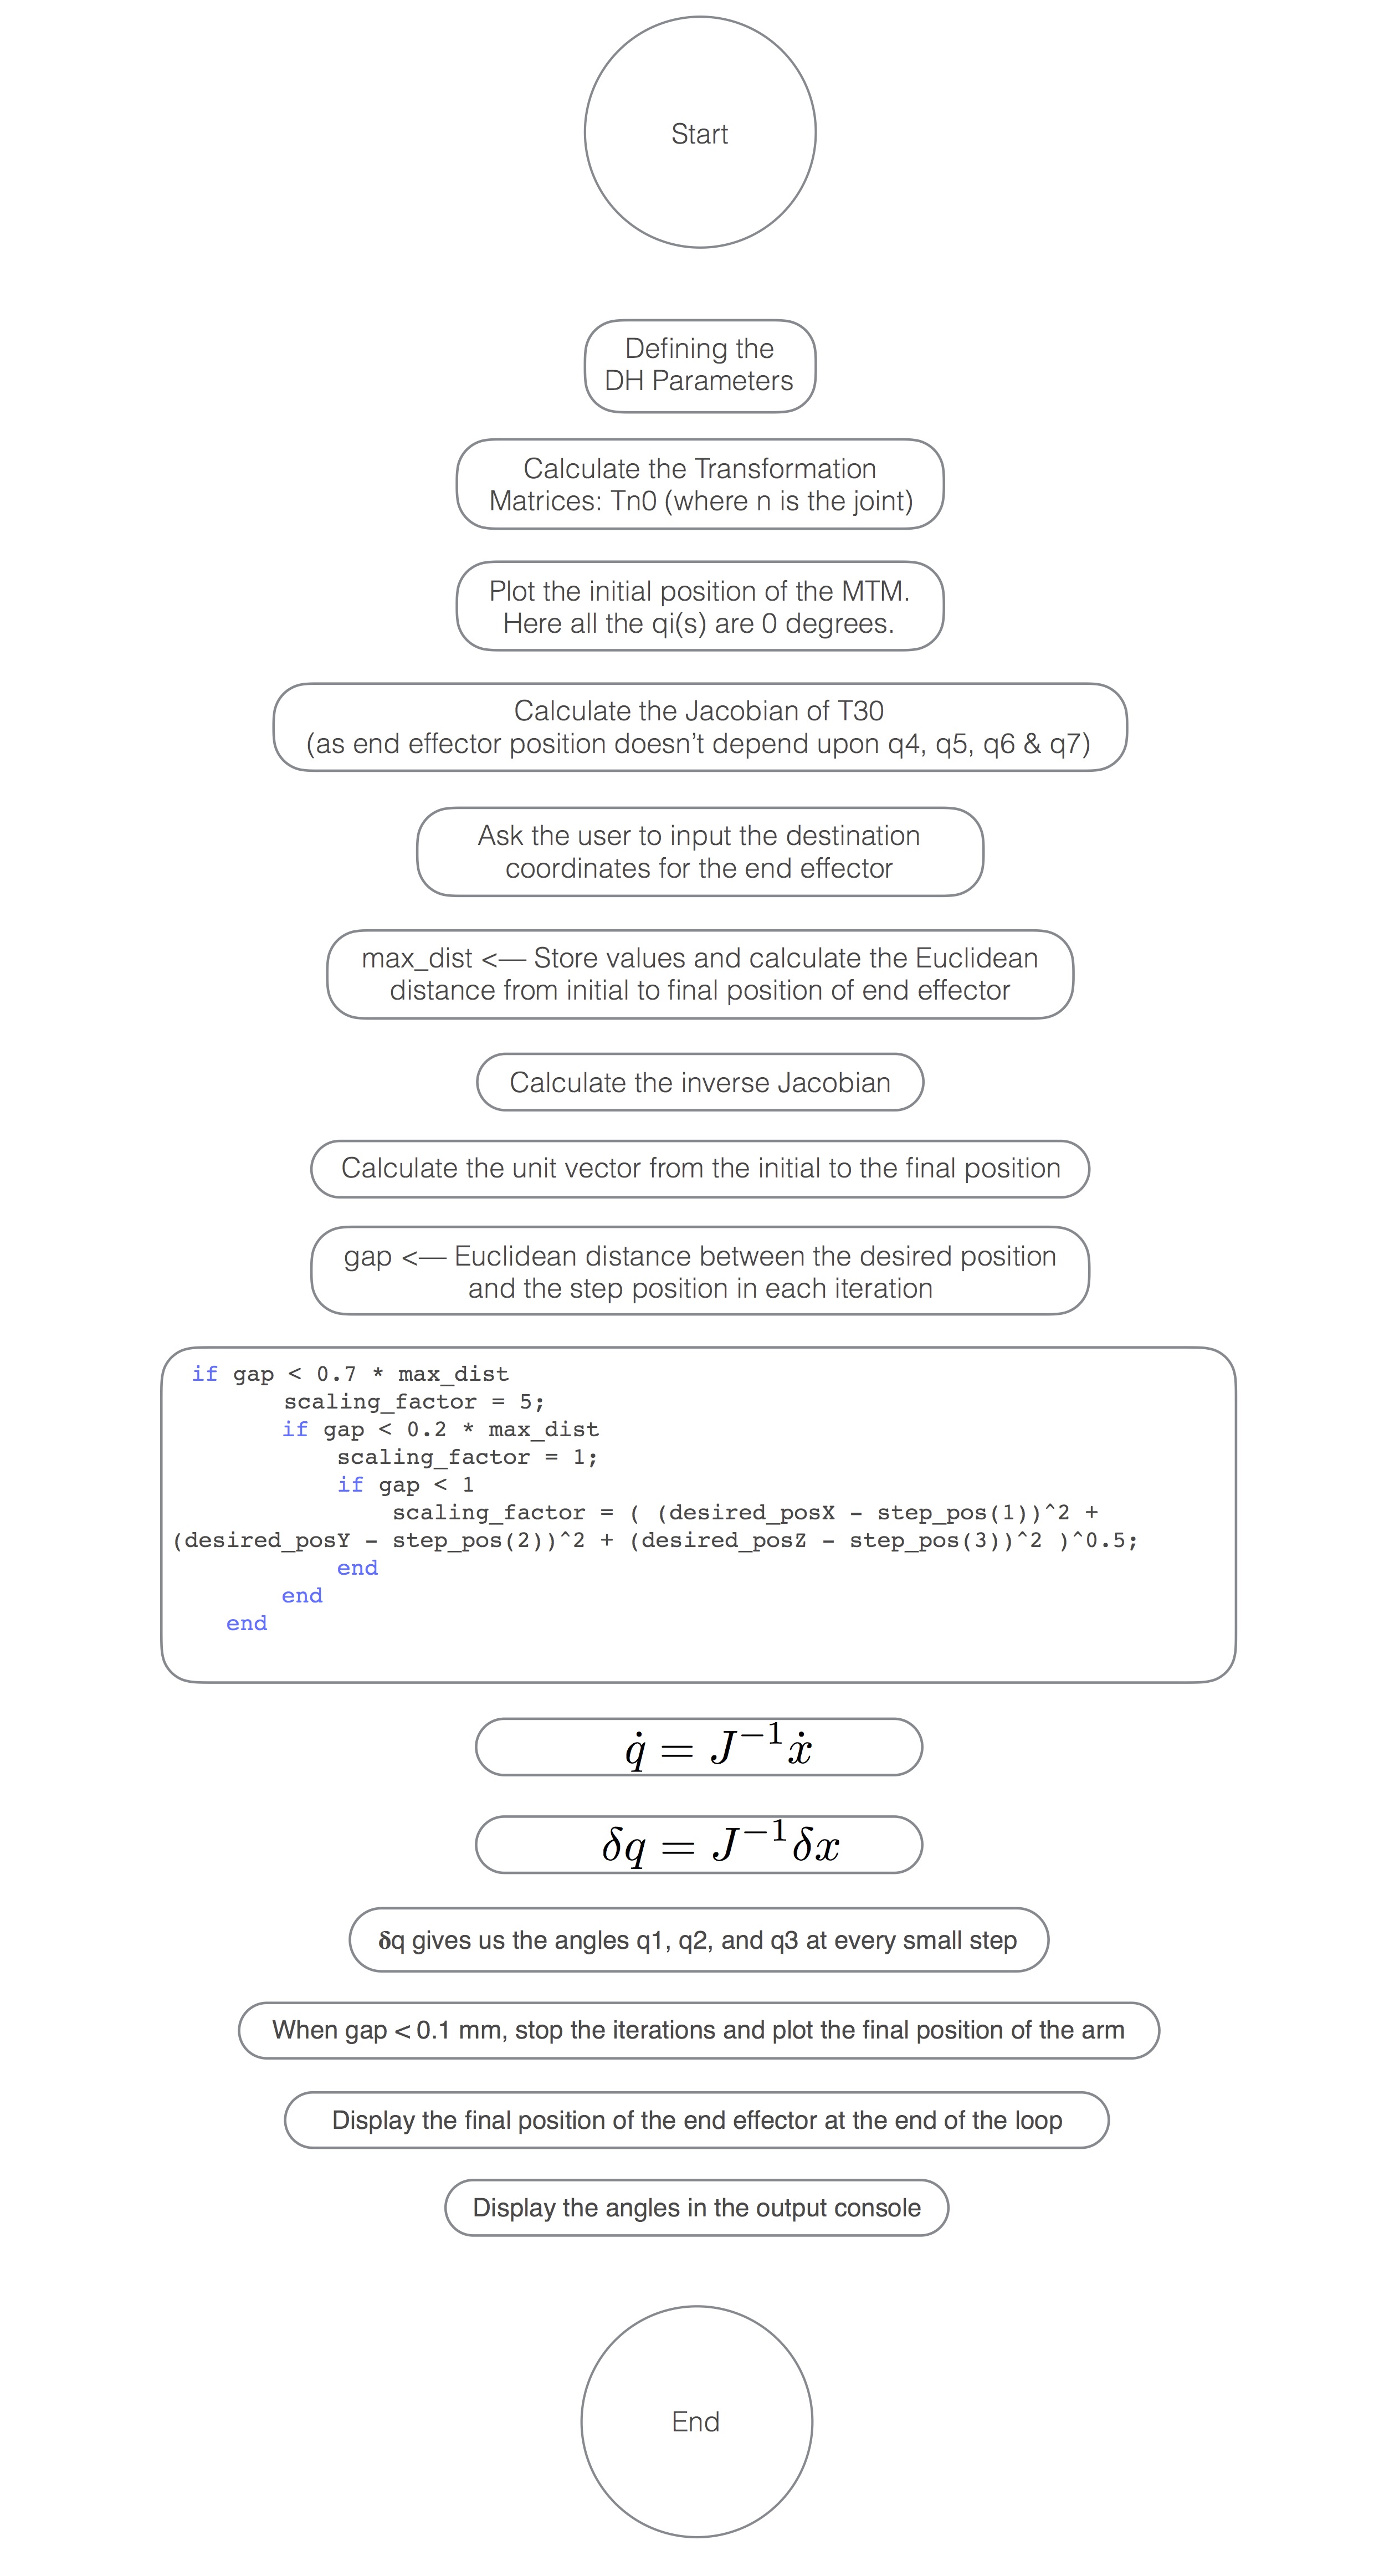 Start
Defining the
DH Parameters
Calculate the Transformation
Matrices: Tn0 (where n is the joint)
Plot the initial position of the MTM.
Here all the qi(s) are 0 degrees.
Calculate the Jacobian of T30
(as end effector position doesn’t depend upon q4, q5, q6 & q7)
Ask the user to input the destination
coordinates for the end effector
max_dist <— Store values and calculate the Euclidean
distance from initial to final position of end effector
Calculate the inverse Jacobian
Calculate the unit vector from the initial to the final position
gap <— Euclidean distance between the desired position
and the step position in each iteration
if gap < 0.7 * max_dist
scaling_factor = 5;
if gap < 0.2 * max_dist
scaling_factor = 1;
if gap < 1
scaling_factor = ( (desired_posX - step_pos(1))^2 +
(desired_posY - step_pos(2))^2 + (desired_posZ - step_pos(3))^2 )^0.5;
end
end
end
q̇ = J⁻¹ẋ
δq = J⁻¹δx
δq gives us the angles q1, q2, and q3 at every small step
When gap < 0.1 mm, stop the iterations and plot the final position of the arm
Display the final position of the end effector at the end of the loop
Display the angles in the output console
End